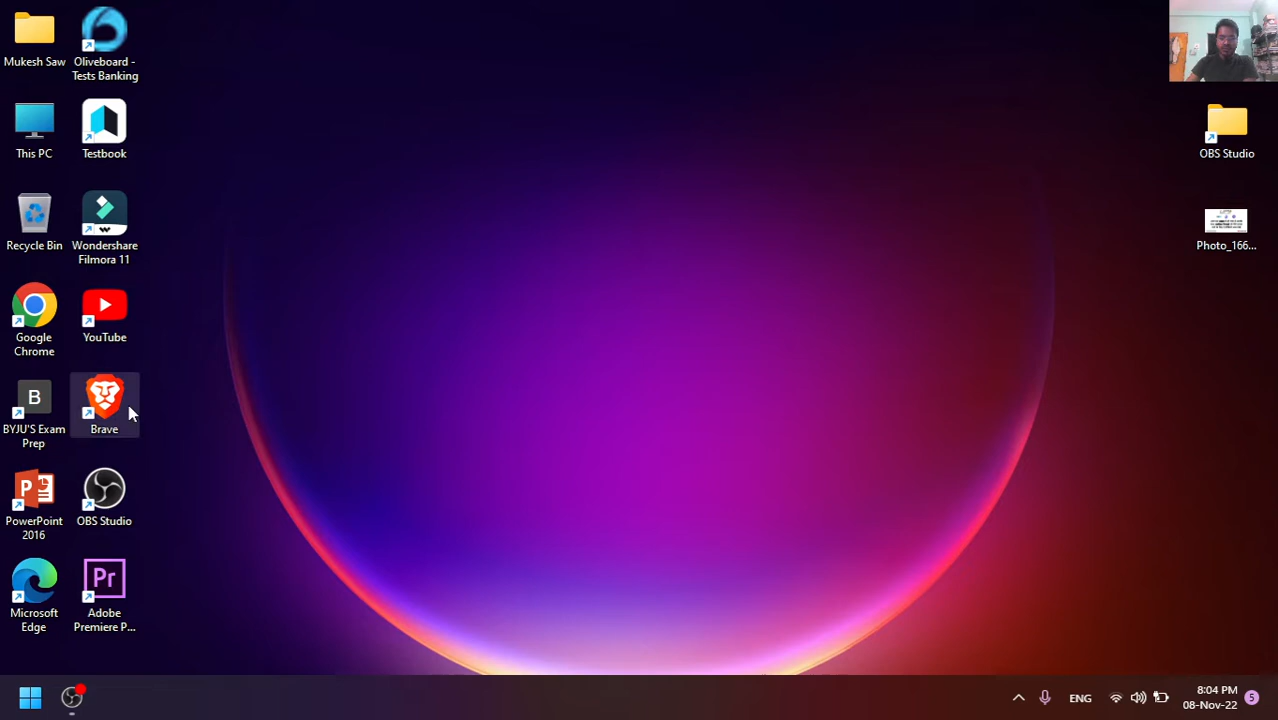 Mukesh Saw
Oliveboard -
Tests Banking
This PC
Testbook
Recycle Bin
Wondershare
Filmora 11
Google
Chrome
YouTube
B
BYJU'S Exam
Prep
Brave
P
PowerPoint
2016
OBS Studio
Microsoft
Edge
Pr
Adobe
Premiere P...
OBS Studio
Photo_166...
ENG
8:04 PM
08-Nov-22
5